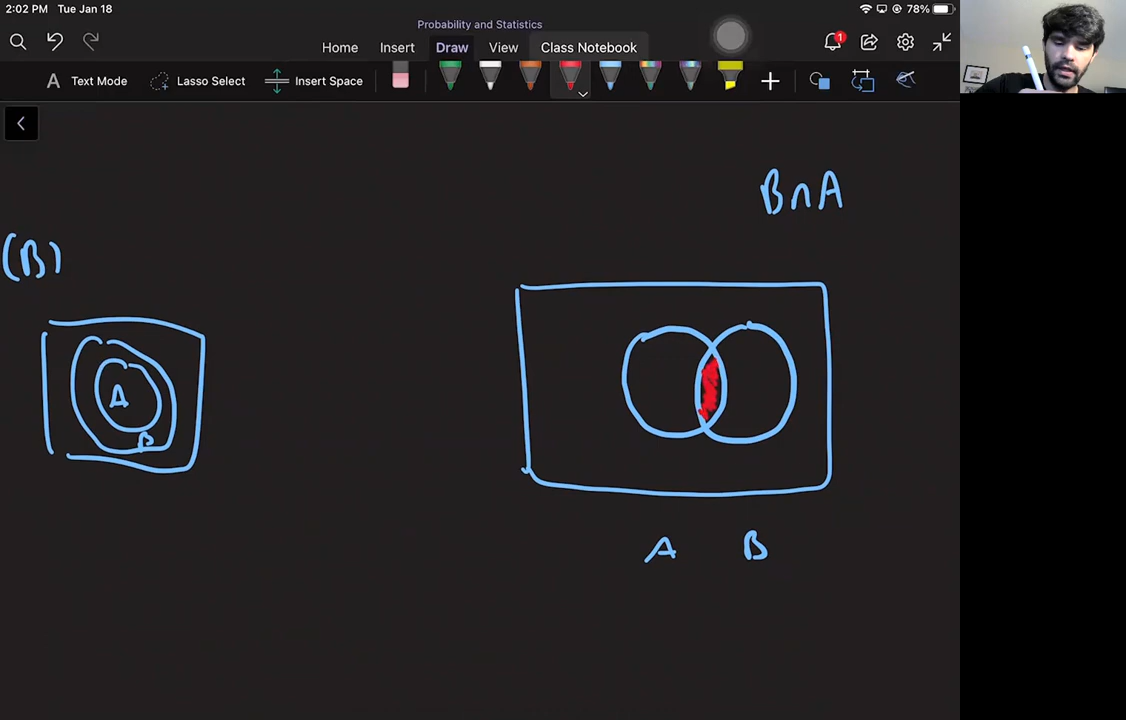 2:02 PM Tue Jan 18
78%
Probability and Statistics
Home Insert Draw View Class Notebook
1
A Text Mode Lasso Select Insert Space
B∩A
(B)
A
B
A B